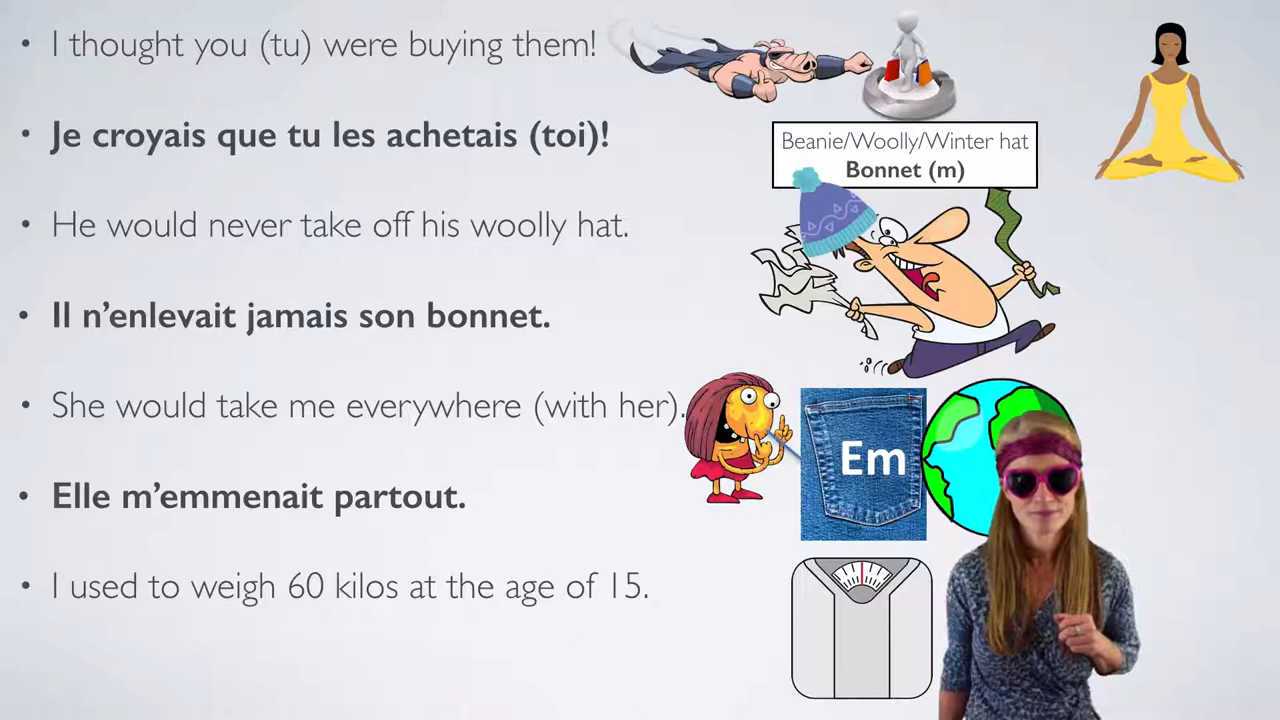 • I thought you (tu) were buying them!
• Je croyais que tu les achetais (toi)!
Beanie/Woolly/Winter hat
Bonnet (m)
• He would never take off his woolly hat.
• Il n’enlevait jamais son bonnet.
• She would take me everywhere (with her).
Em
• Elle m’emmenait partout.
• I used to weigh 60 kilos at the age of 15.